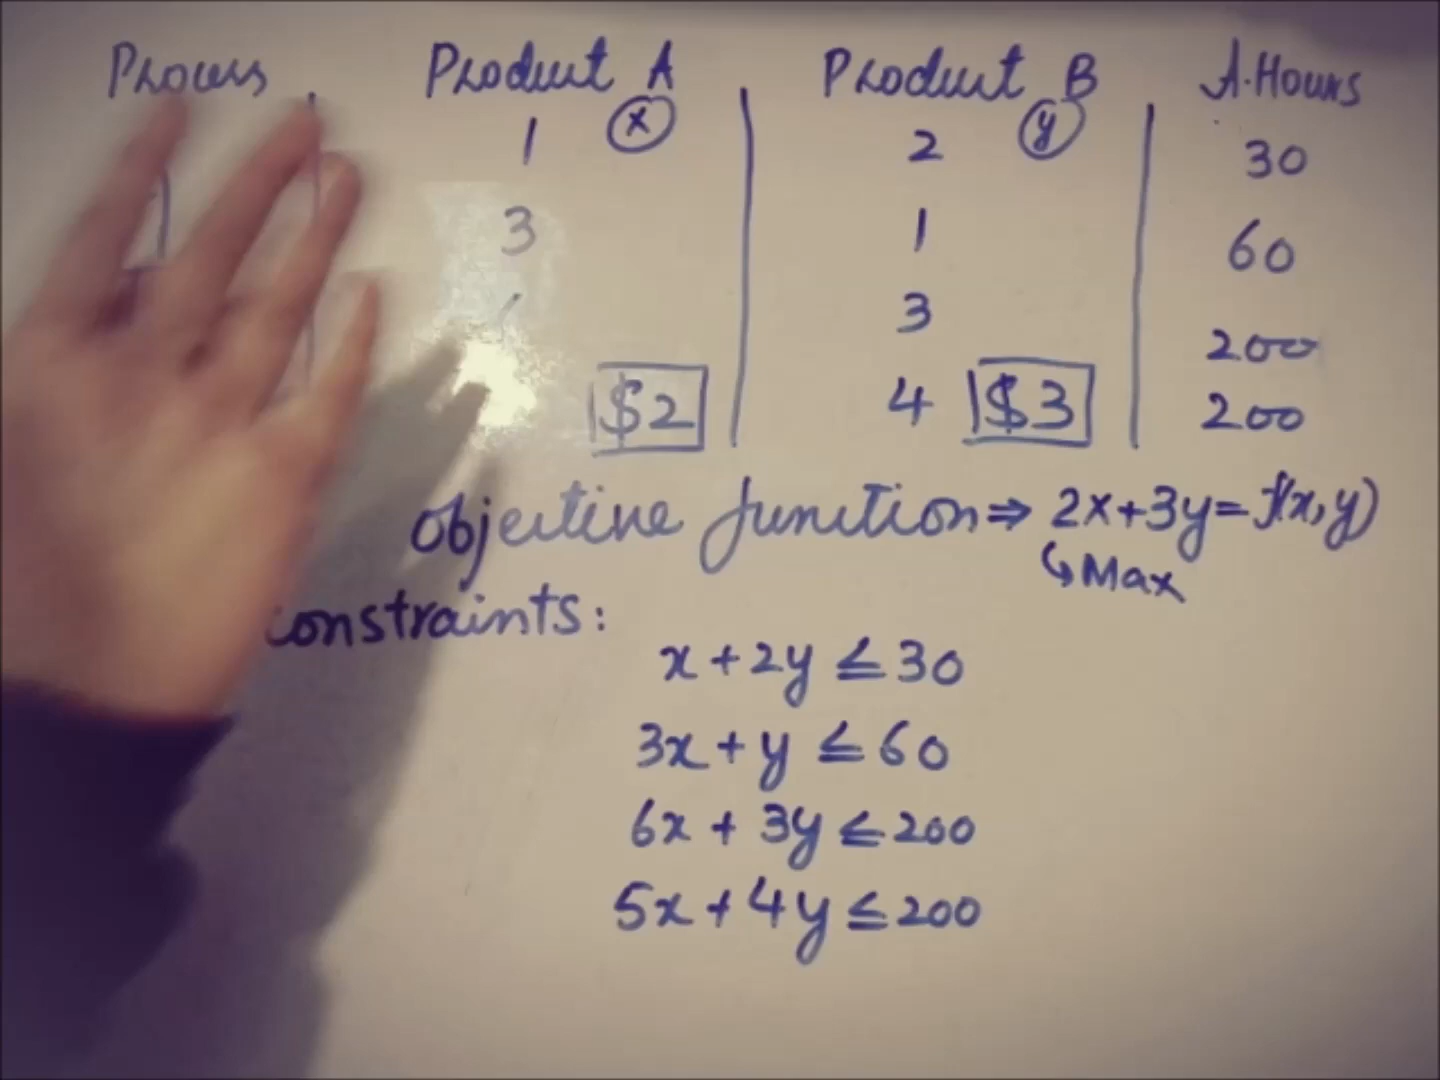 Process Product A Product B A.Hours
x y
1 2 30
3 1 60
3 200
$2 4 $3 200
Objective function ⇒ 2x+3y=f(x,y)
↳Max
constraints:
x+2y ≤30
3x+y ≤60
6x+3y≤200
5x+4y≤200